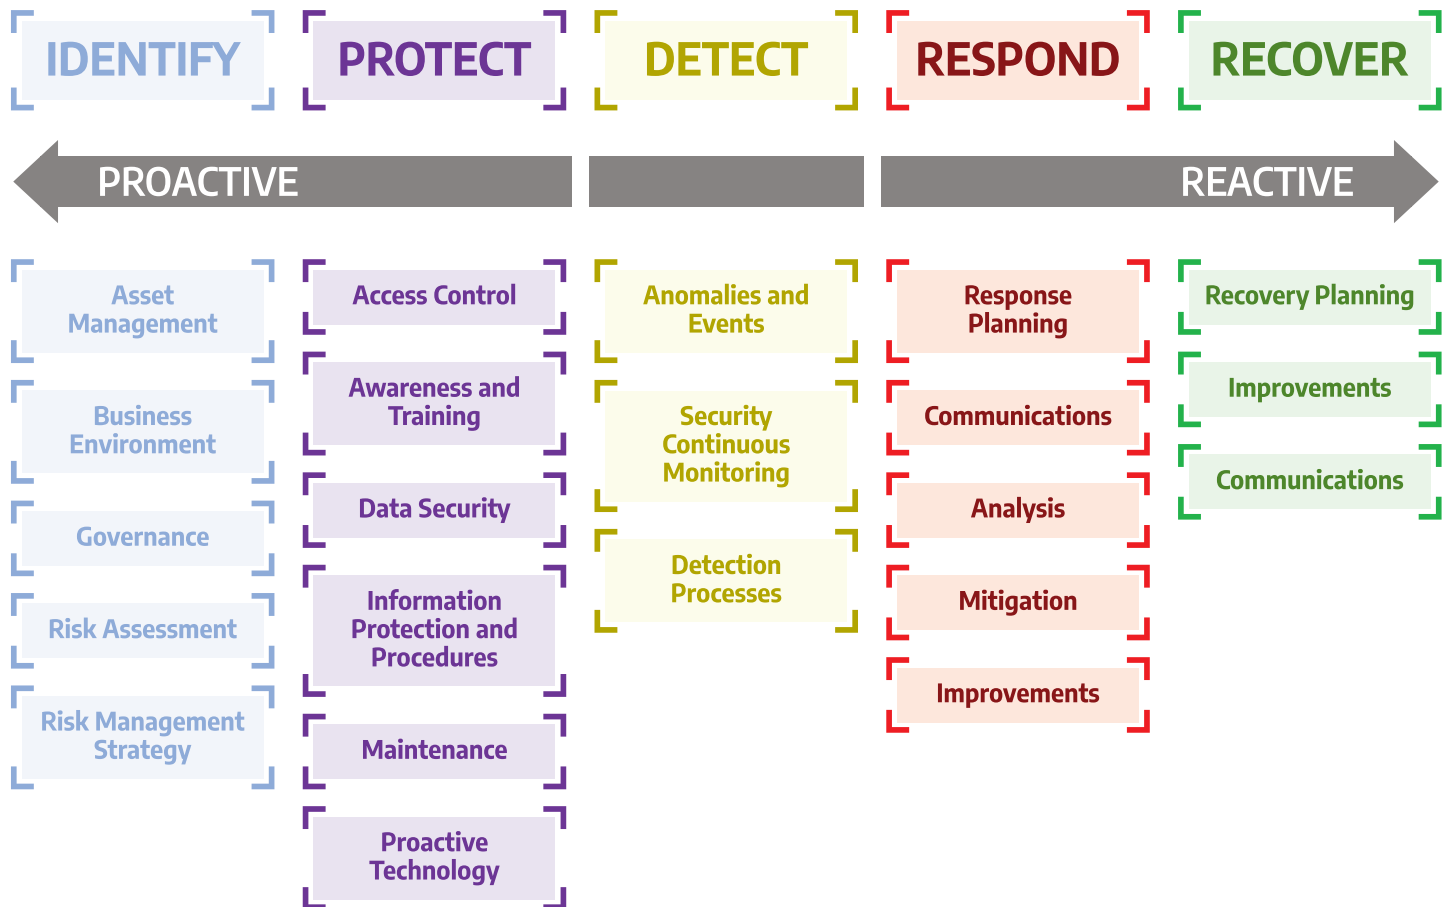 IDENTIFY
PROTECT
DETECT
RESPOND
RECOVER
PROACTIVE
REACTIVE
Asset
Management
Business
Environment
Governance
Risk Assessment
Risk Management
Strategy
Access Control
Awareness and
Training
Data Security
Information
Protection and
Procedures
Maintenance
Proactive
Technology
Anomalies and
Events
Security
Continuous
Monitoring
Detection
Processes
Response
Planning
Communications
Analysis
Mitigation
Improvements
Recovery Planning
Improvements
Communications